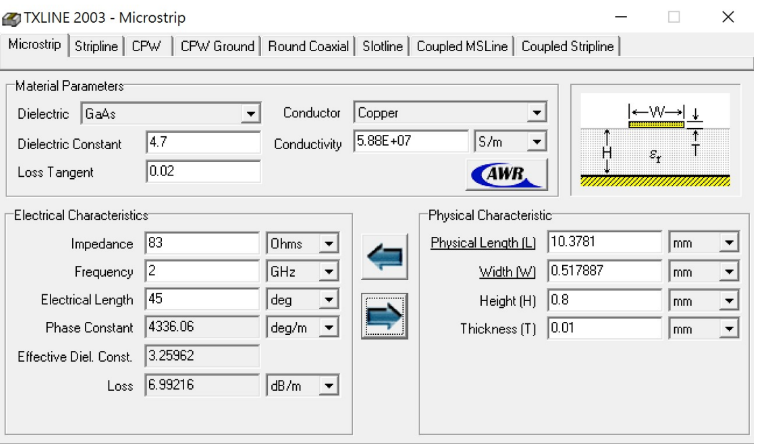 TXLINE 2003 - Microstrip
Microstrip Stripline CPW CPW Ground Round Coaxial Slotline Coupled MSLine Coupled Stripline
Material Parameters
Dielectric GaAs Conductor Copper
Dielectric Constant 4.7 Conductivity 5.88E+07 S/m
Loss Tangent 0.02 AWR
W
T
H
εr
Electrical Characteristics
Impedance 83 Ohms
Frequency 2 GHz
Electrical Length 45 deg
Phase Constant 4336.06 deg/m
Effective Diel. Const. 3.25962
Loss 6.99216 dB/m
Physical Characteristic
Physical Length (L) 10.3781 mm
Width (W) 0.517887 mm
Height (H) 0.8 mm
Thickness (T) 0.01 mm